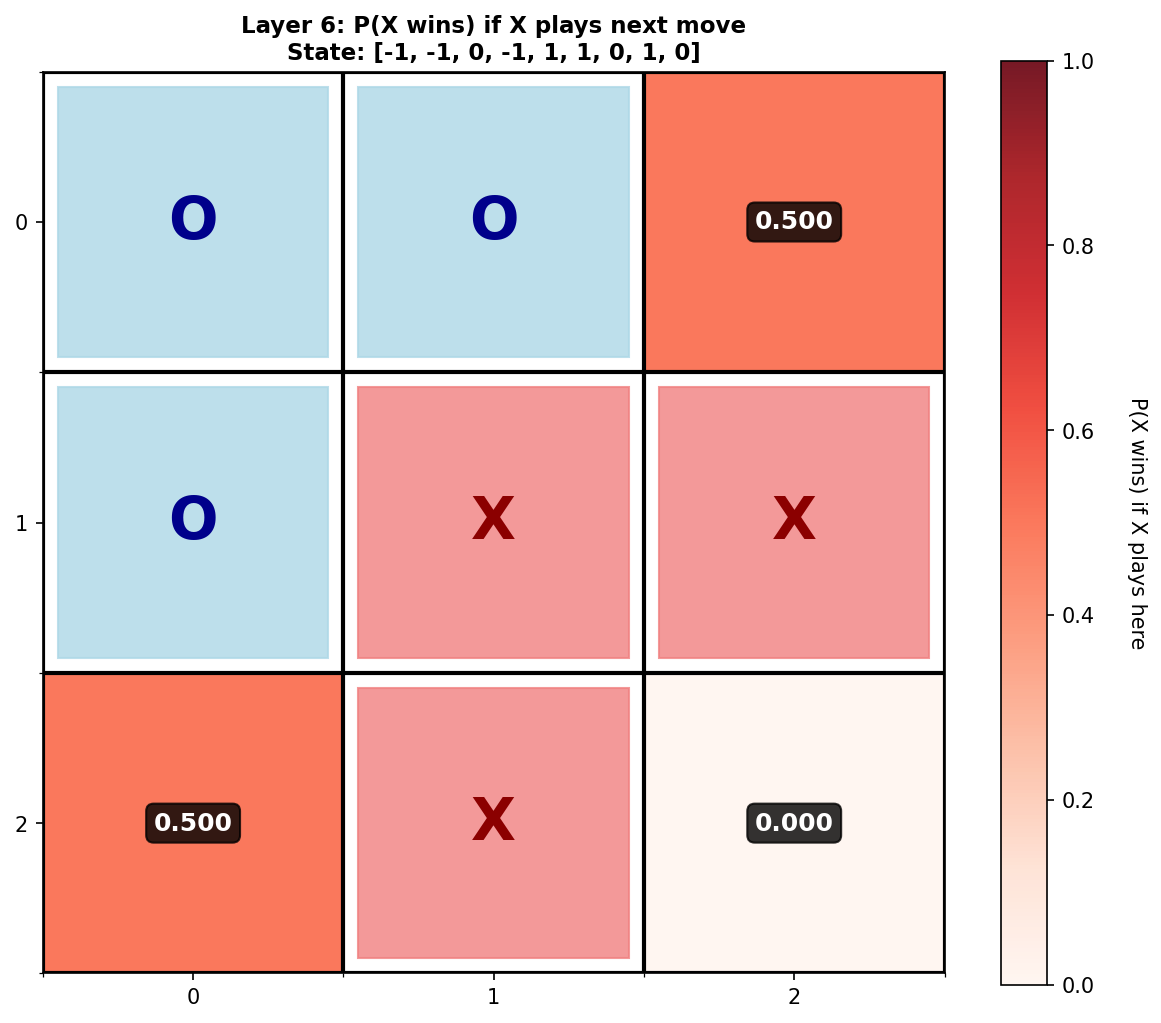 Layer 6: P(X wins) if X plays next move
State: [-1, -1, 0, -1, 1, 1, 0, 1, 0]
0
O
O
0.500
1
O
X
X
2
0.500
X
0.000
0
1
2
1.0
0.8
0.6
0.4
0.2
0.0
P(X wins) if X plays here